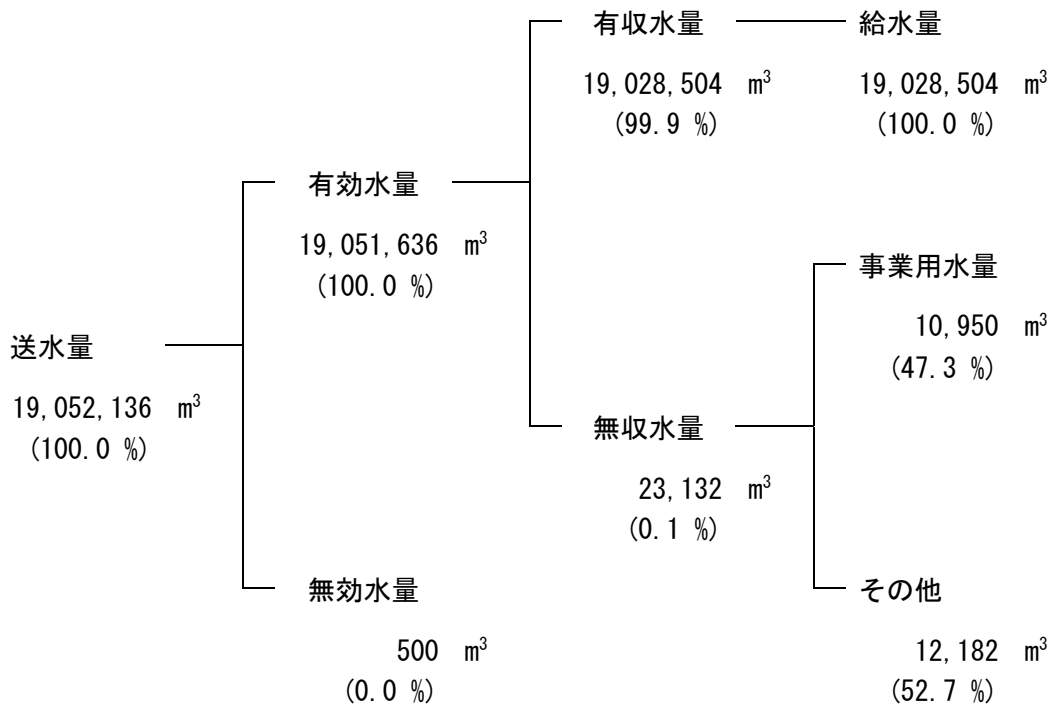 有収水量 給水量
19,028,504 m³ 19,028,504 m³
(99.9 %) (100.0 %)
有効水量
19,051,636 m³
(100.0 %)
事業用水量
10,950 m³
(47.3 %)
送水量
19,052,136 m³
(100.0 %)
無収水量
23,132 m³
(0.1 %)
無効水量 その他
500 m³ 12,182 m³
(0.0 %) (52.7 %)